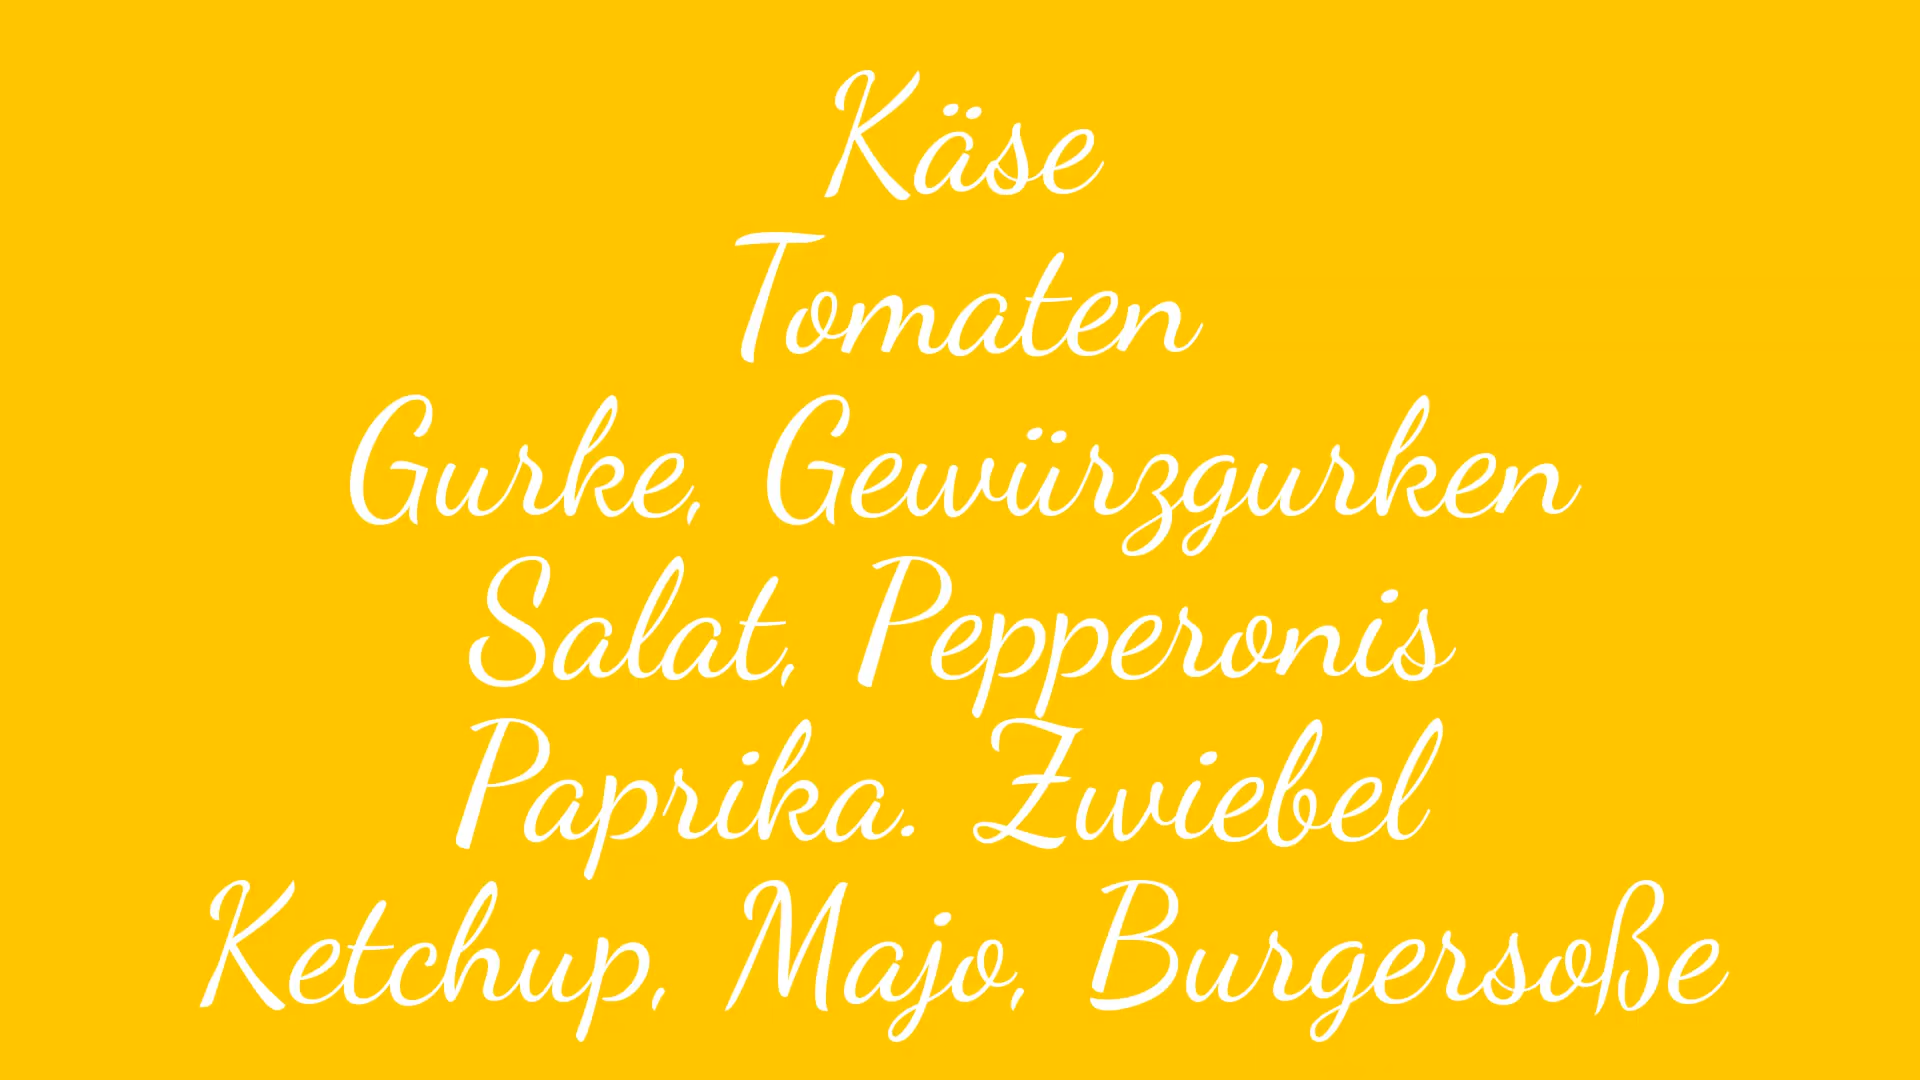 Käse
Tomaten
Gurke, Gewürzgurken
Salat, Pepperonis
Paprika. Zwiebel
Ketchup, Majo, Burgersoße